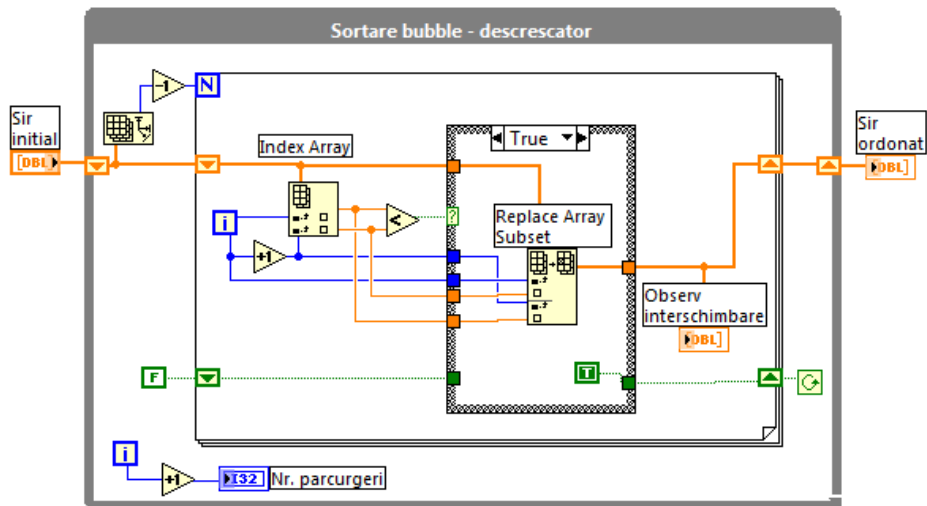 Sortare bubble - descrescator
-1
N
Sir
initial
[DBL]
Index Array
True
Sir
ordonat
DBL]
i
+1
<
?
Replace Array
Subset
Observ
interschimbare
DBL]
F
T
i
+1
I32
Nr. parcurgeri